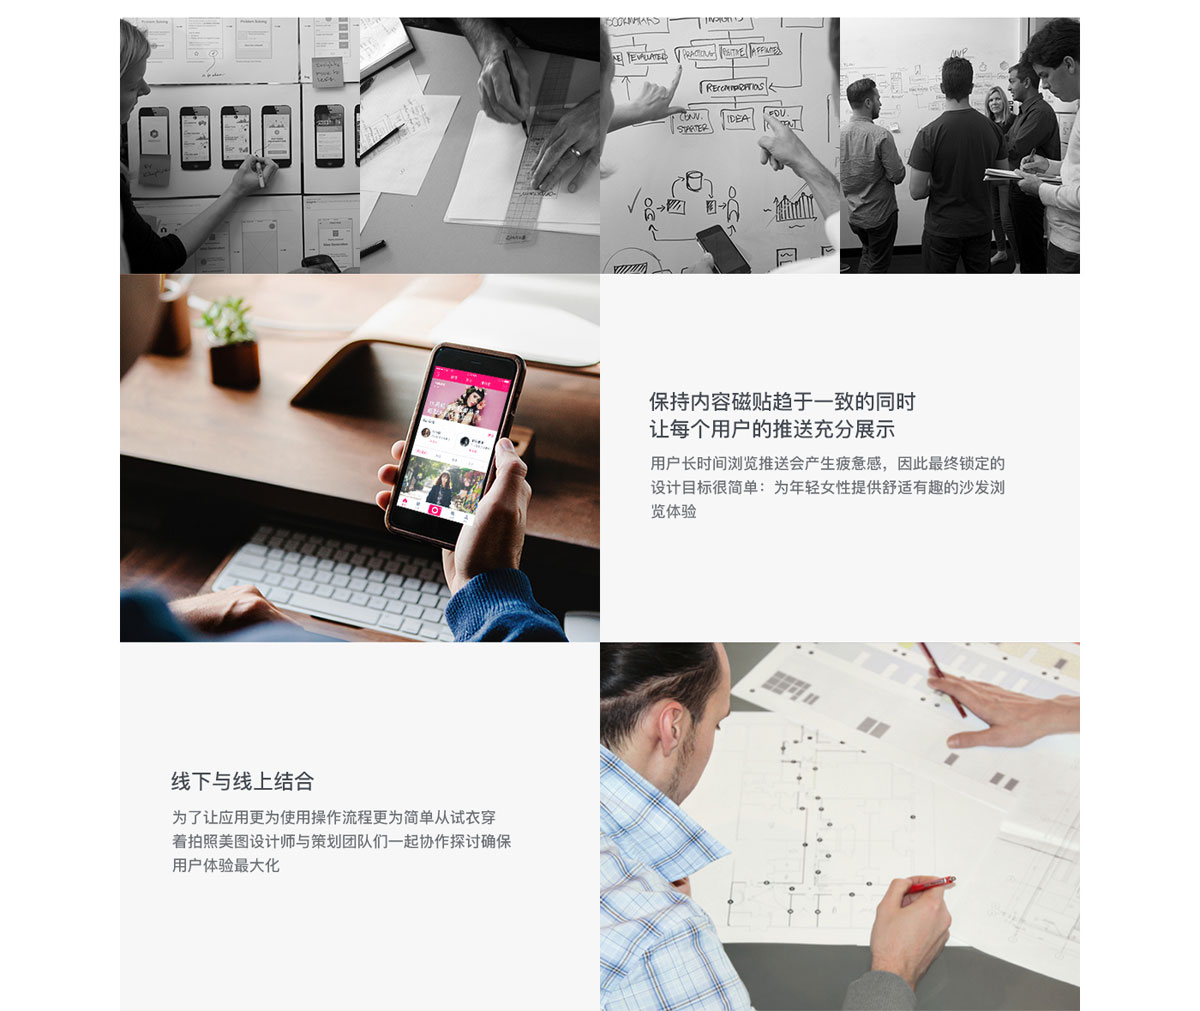 BOOKMARKS
INSIGHTS
EVALUATED
PRACTICAL
POSITIVE
AFFILIATES
RECOMMENDATIONS
CONV.
STARTER
IDEA
EDU.
MVP
保持内容磁贴趋于一致的同时
让每个用户的推送充分展示
用户长时间浏览推送会产生疲惫感，因此最终锁定的
设计目标很简单：为年轻女性提供舒适有趣的沙发浏
览体验
线下与线上结合
为了让应用更为使用操作流程更为简单从试衣穿
着拍照美图设计师与策划团队们一起协作探讨确保
用户体验最大化